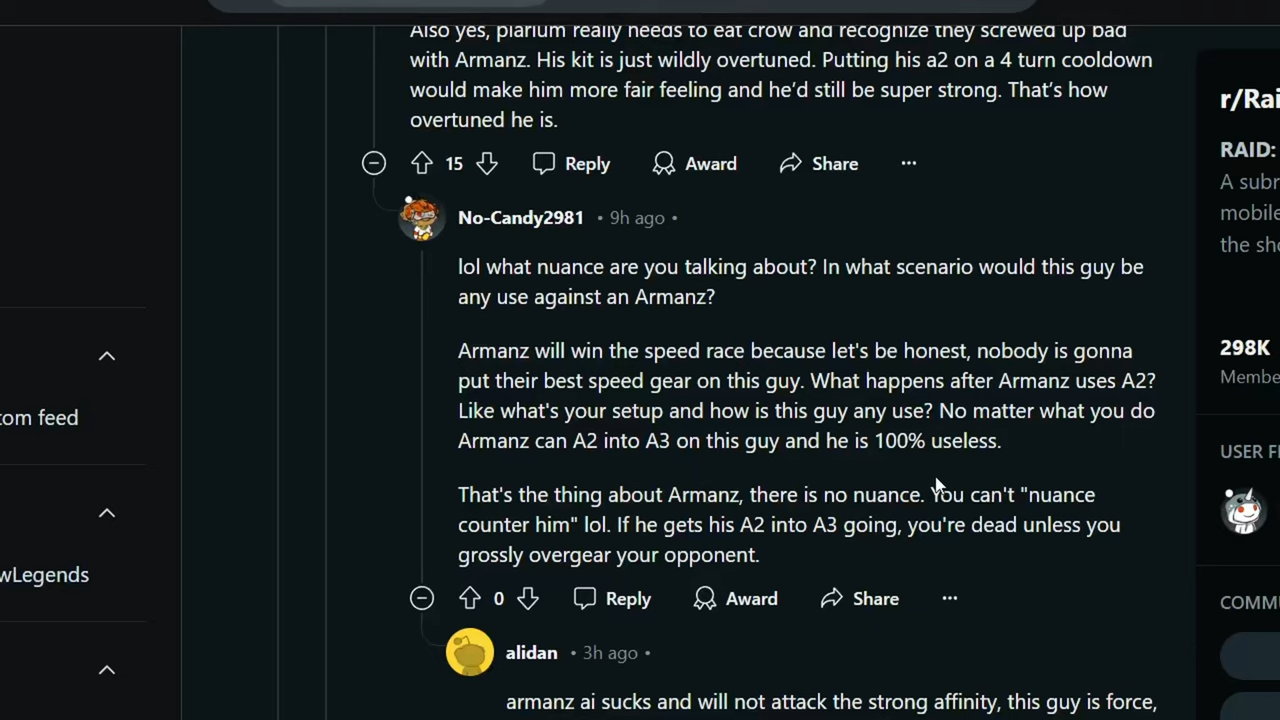 Also yes, plarium really needs to eat crow and recognize they screwed up bad
with Armanz. His kit is just wildly overtuned. Putting his a2 on a 4 turn cooldown
would make him more fair feeling and he'd still be super strong. That's how
overtuned he is.
15 Reply Award Share
No-Candy2981 • 9h ago •
lol what nuance are you talking about? In what scenario would this guy be
any use against an Armanz?
Armanz will win the speed race because let's be honest, nobody is gonna
put their best speed gear on this guy. What happens after Armanz uses A2?
Like what's your setup and how is this guy any use? No matter what you do
Armanz can A2 into A3 on this guy and he is 100% useless.
That's the thing about Armanz, there is no nuance. You can't "nuance
counter him" lol. If he gets his A2 into A3 going, you're dead unless you
grossly overgear your opponent.
0 Reply Award Share
alidan • 3h ago •
armanz ai sucks and will not attack the strong affinity, this guy is force,
tom feed
wLegends
r/Rai
RAID:
A subr
mobile
the sho
298K
Membe
USER F
COMMU